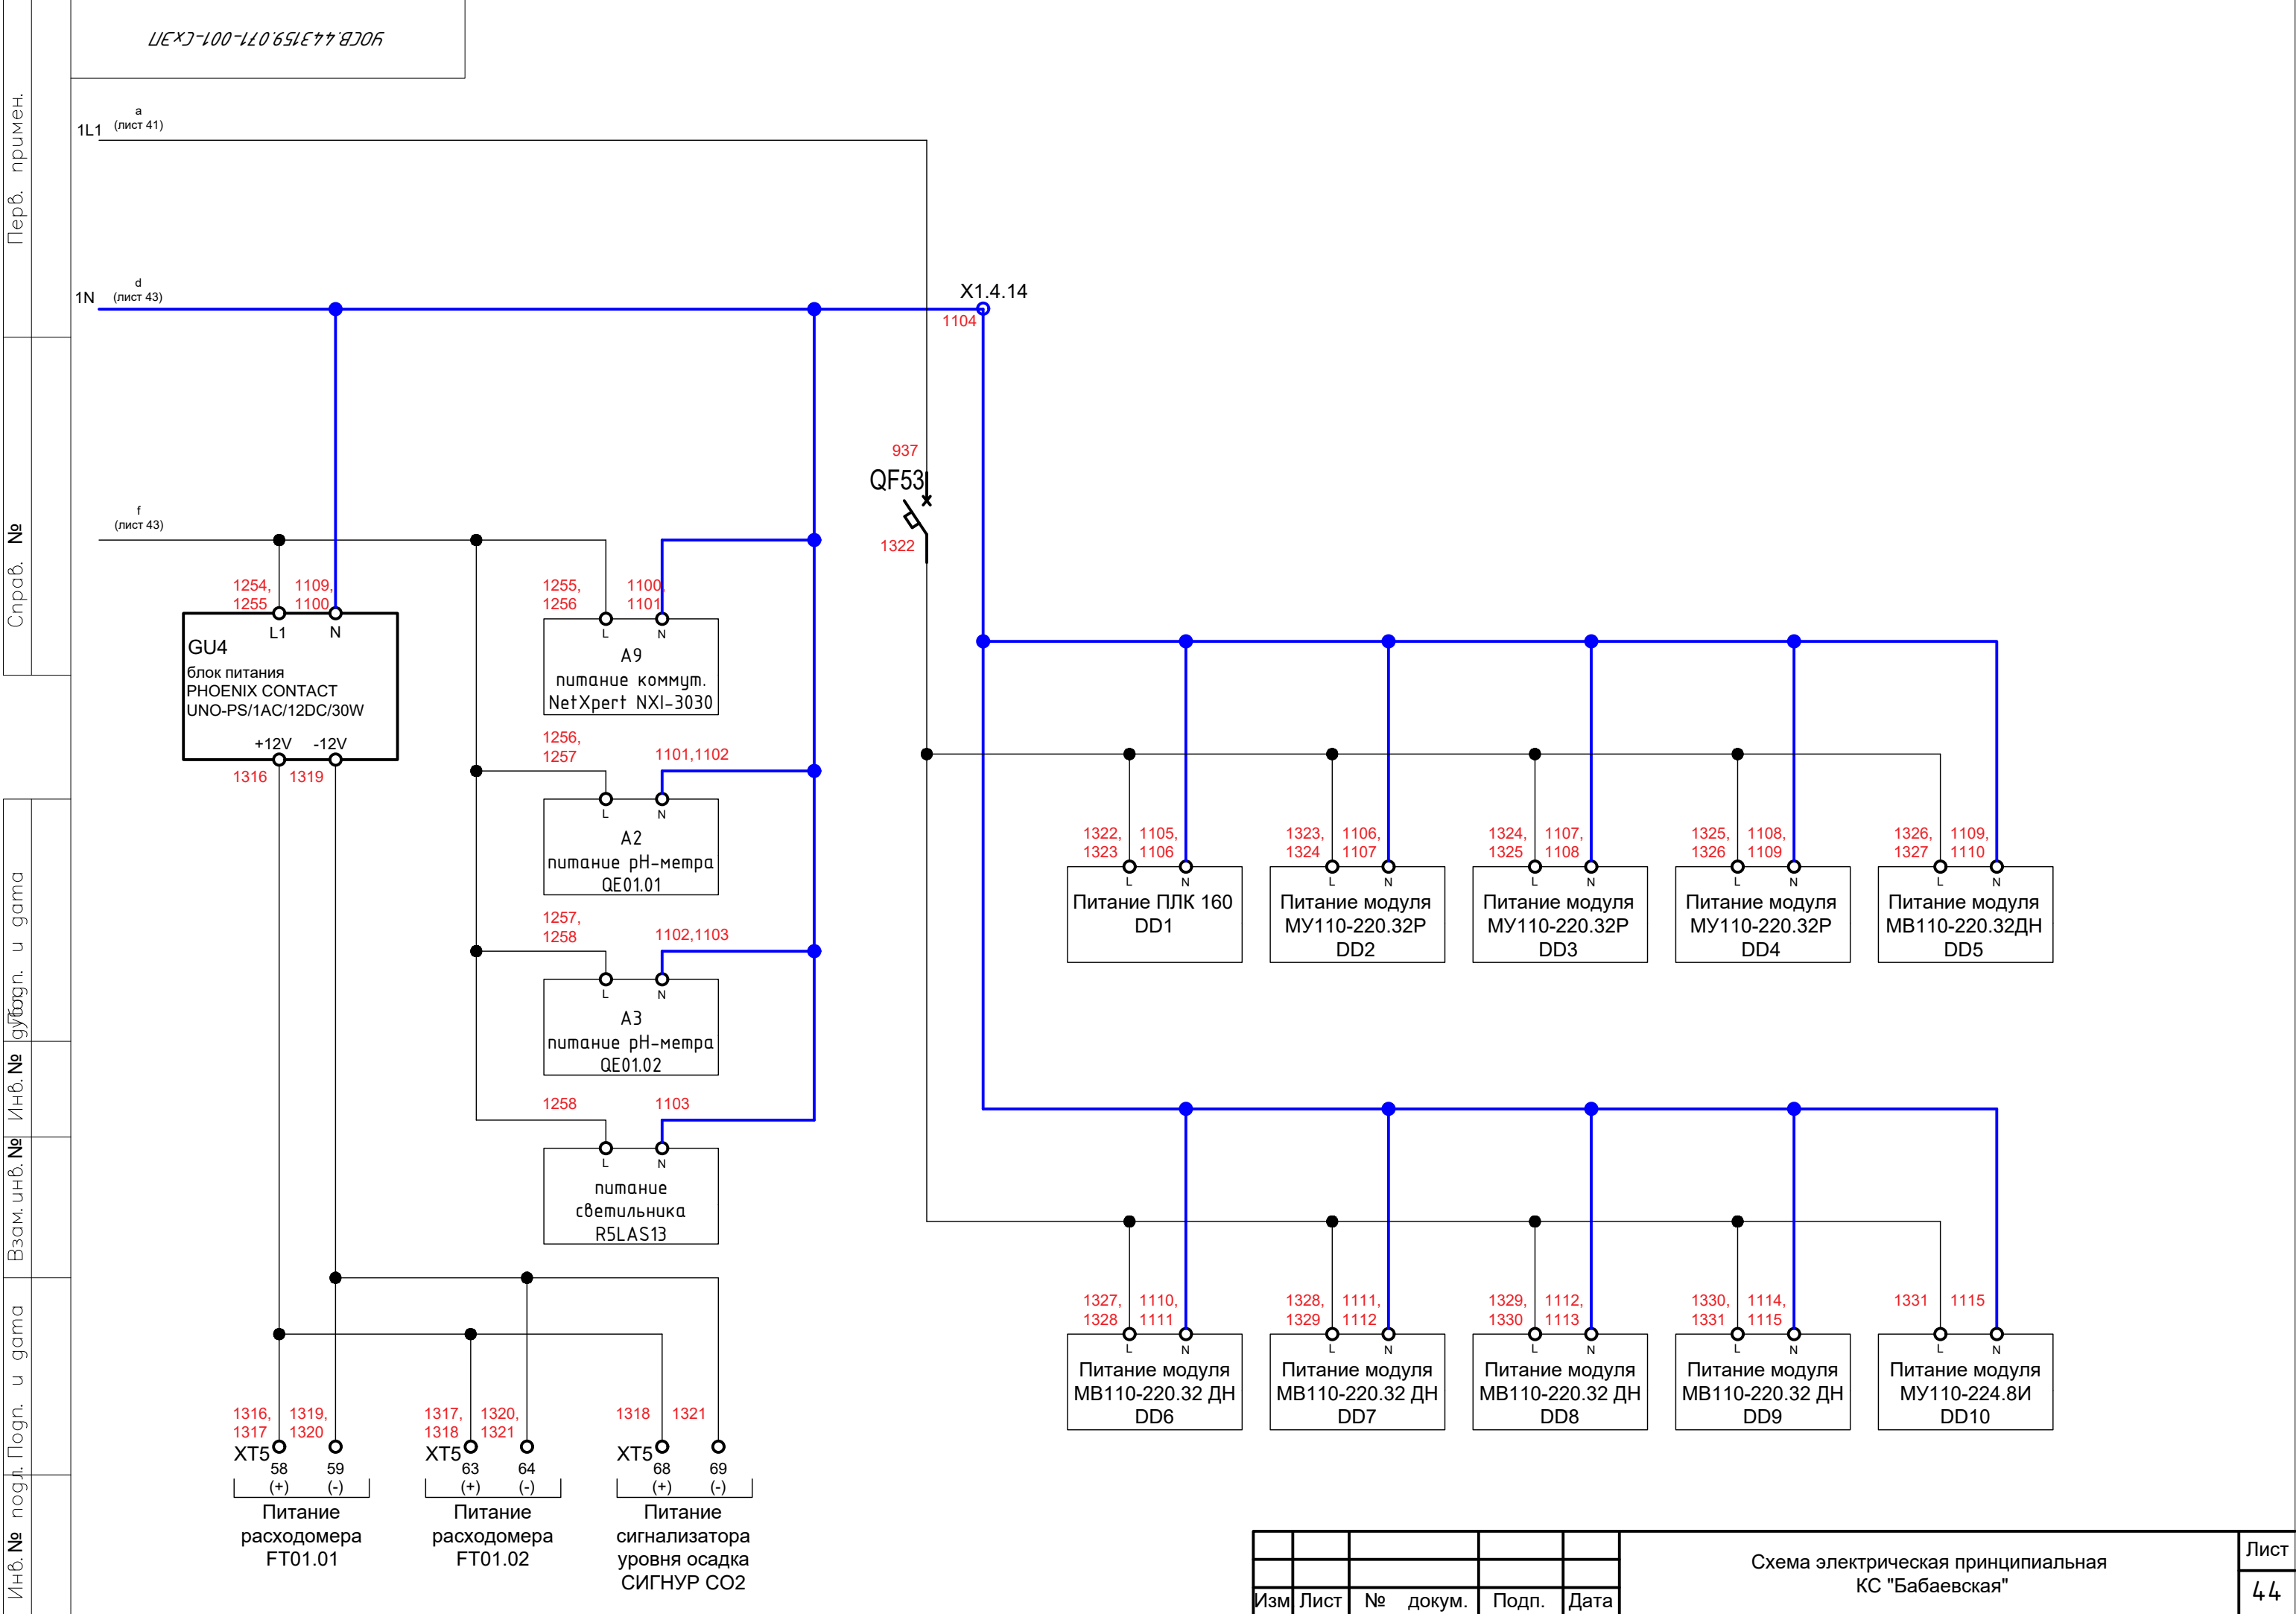 УОСВ.443159.071-001-СхЭП
Перв. примен.
Справ. №
Подп. и дата
Инв. № дубл.
Взам. инв. №
Подп. и дата
Инв. № подл.
1L1
а
(лист 41)
1N
d
(лист 43)
X1.4.14
1104
f
(лист 43)
937
QF53
1322
1254,
1255
1109,
1100
L1 N
GU4
блок питания
PHOENIX CONTACT
UNO-PS/1AC/12DC/30W
+12V -12V
1316 1319
1255,
1256
1100,
1101
L N
А9
питание коммут.
NetXpert NXI-3030
1256,
1257
1101,1102
L N
А2
питание pH-метра
QE01.01
1257,
1258
1102,1103
L N
А3
питание pH-метра
QE01.02
1258 1103
L N
питание
светильника
R5LAS13
1322,
1323
1105,
1106
L N
Питание ПЛК 160
DD1
1323,
1324
1106,
1107
L N
Питание модуля
МУ110-220.32Р
DD2
1324,
1325
1107,
1108
L N
Питание модуля
МУ110-220.32Р
DD3
1325,
1326
1108,
1109
L N
Питание модуля
МУ110-220.32Р
DD4
1326,
1327
1109,
1110
L N
Питание модуля
МВ110-220.32ДН
DD5
1327,
1328
1110,
1111
L N
Питание модуля
МВ110-220.32 ДН
DD6
1328,
1329
1111,
1112
L N
Питание модуля
МВ110-220.32 ДН
DD7
1329,
1330
1112,
1113
L N
Питание модуля
МВ110-220.32 ДН
DD8
1330,
1331
1114,
1115
L N
Питание модуля
МВ110-220.32 ДН
DD9
1331 1115
L N
Питание модуля
МУ110-224.8И
DD10
1316,
1317
1319,
1320
XT5
58 59
(+) (-)
Питание
расходомера
FT01.01
1317,
1318
1320,
1321
XT5
63 64
(+) (-)
Питание
расходомера
FT01.02
1318 1321
XT5
68 69
(+) (-)
Питание
сигнализатора
уровня осадка
СИГНУР СО2
Изм Лист № докум. Подп. Дата
Схема электрическая принципиальная
КС "Бабаевская"
Лист
44